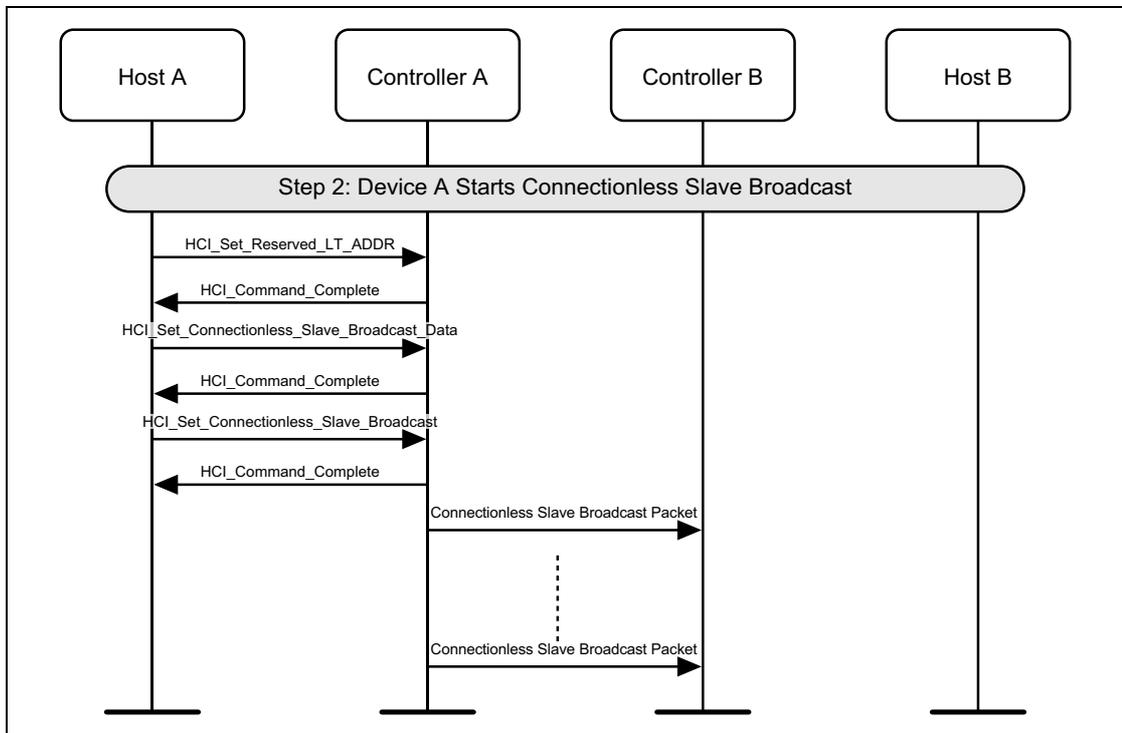 Host A
Controller A
Controller B
Host B
Step 2: Device A Starts Connectionless Slave Broadcast
HCI_Set_Reserved_LT_ADDR
HCI_Command_Complete
HCI_Set_Connectionless_Slave_Broadcast_Data
HCI_Command_Complete
HCI_Set_Connectionless_Slave_Broadcast
HCI_Command_Complete
Connectionless Slave Broadcast Packet
Connectionless Slave Broadcast Packet